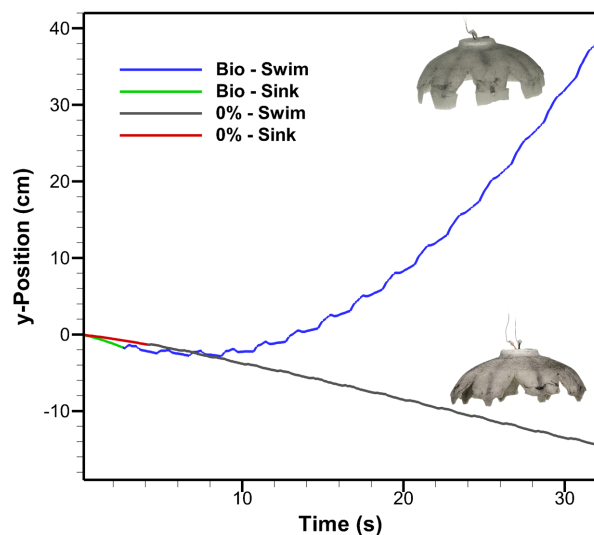 40
30
20
10
0
-10
10
20
30
y-Position (cm)
Time (s)
Bio - Swim
Bio - Sink
0% - Swim
0% - Sink